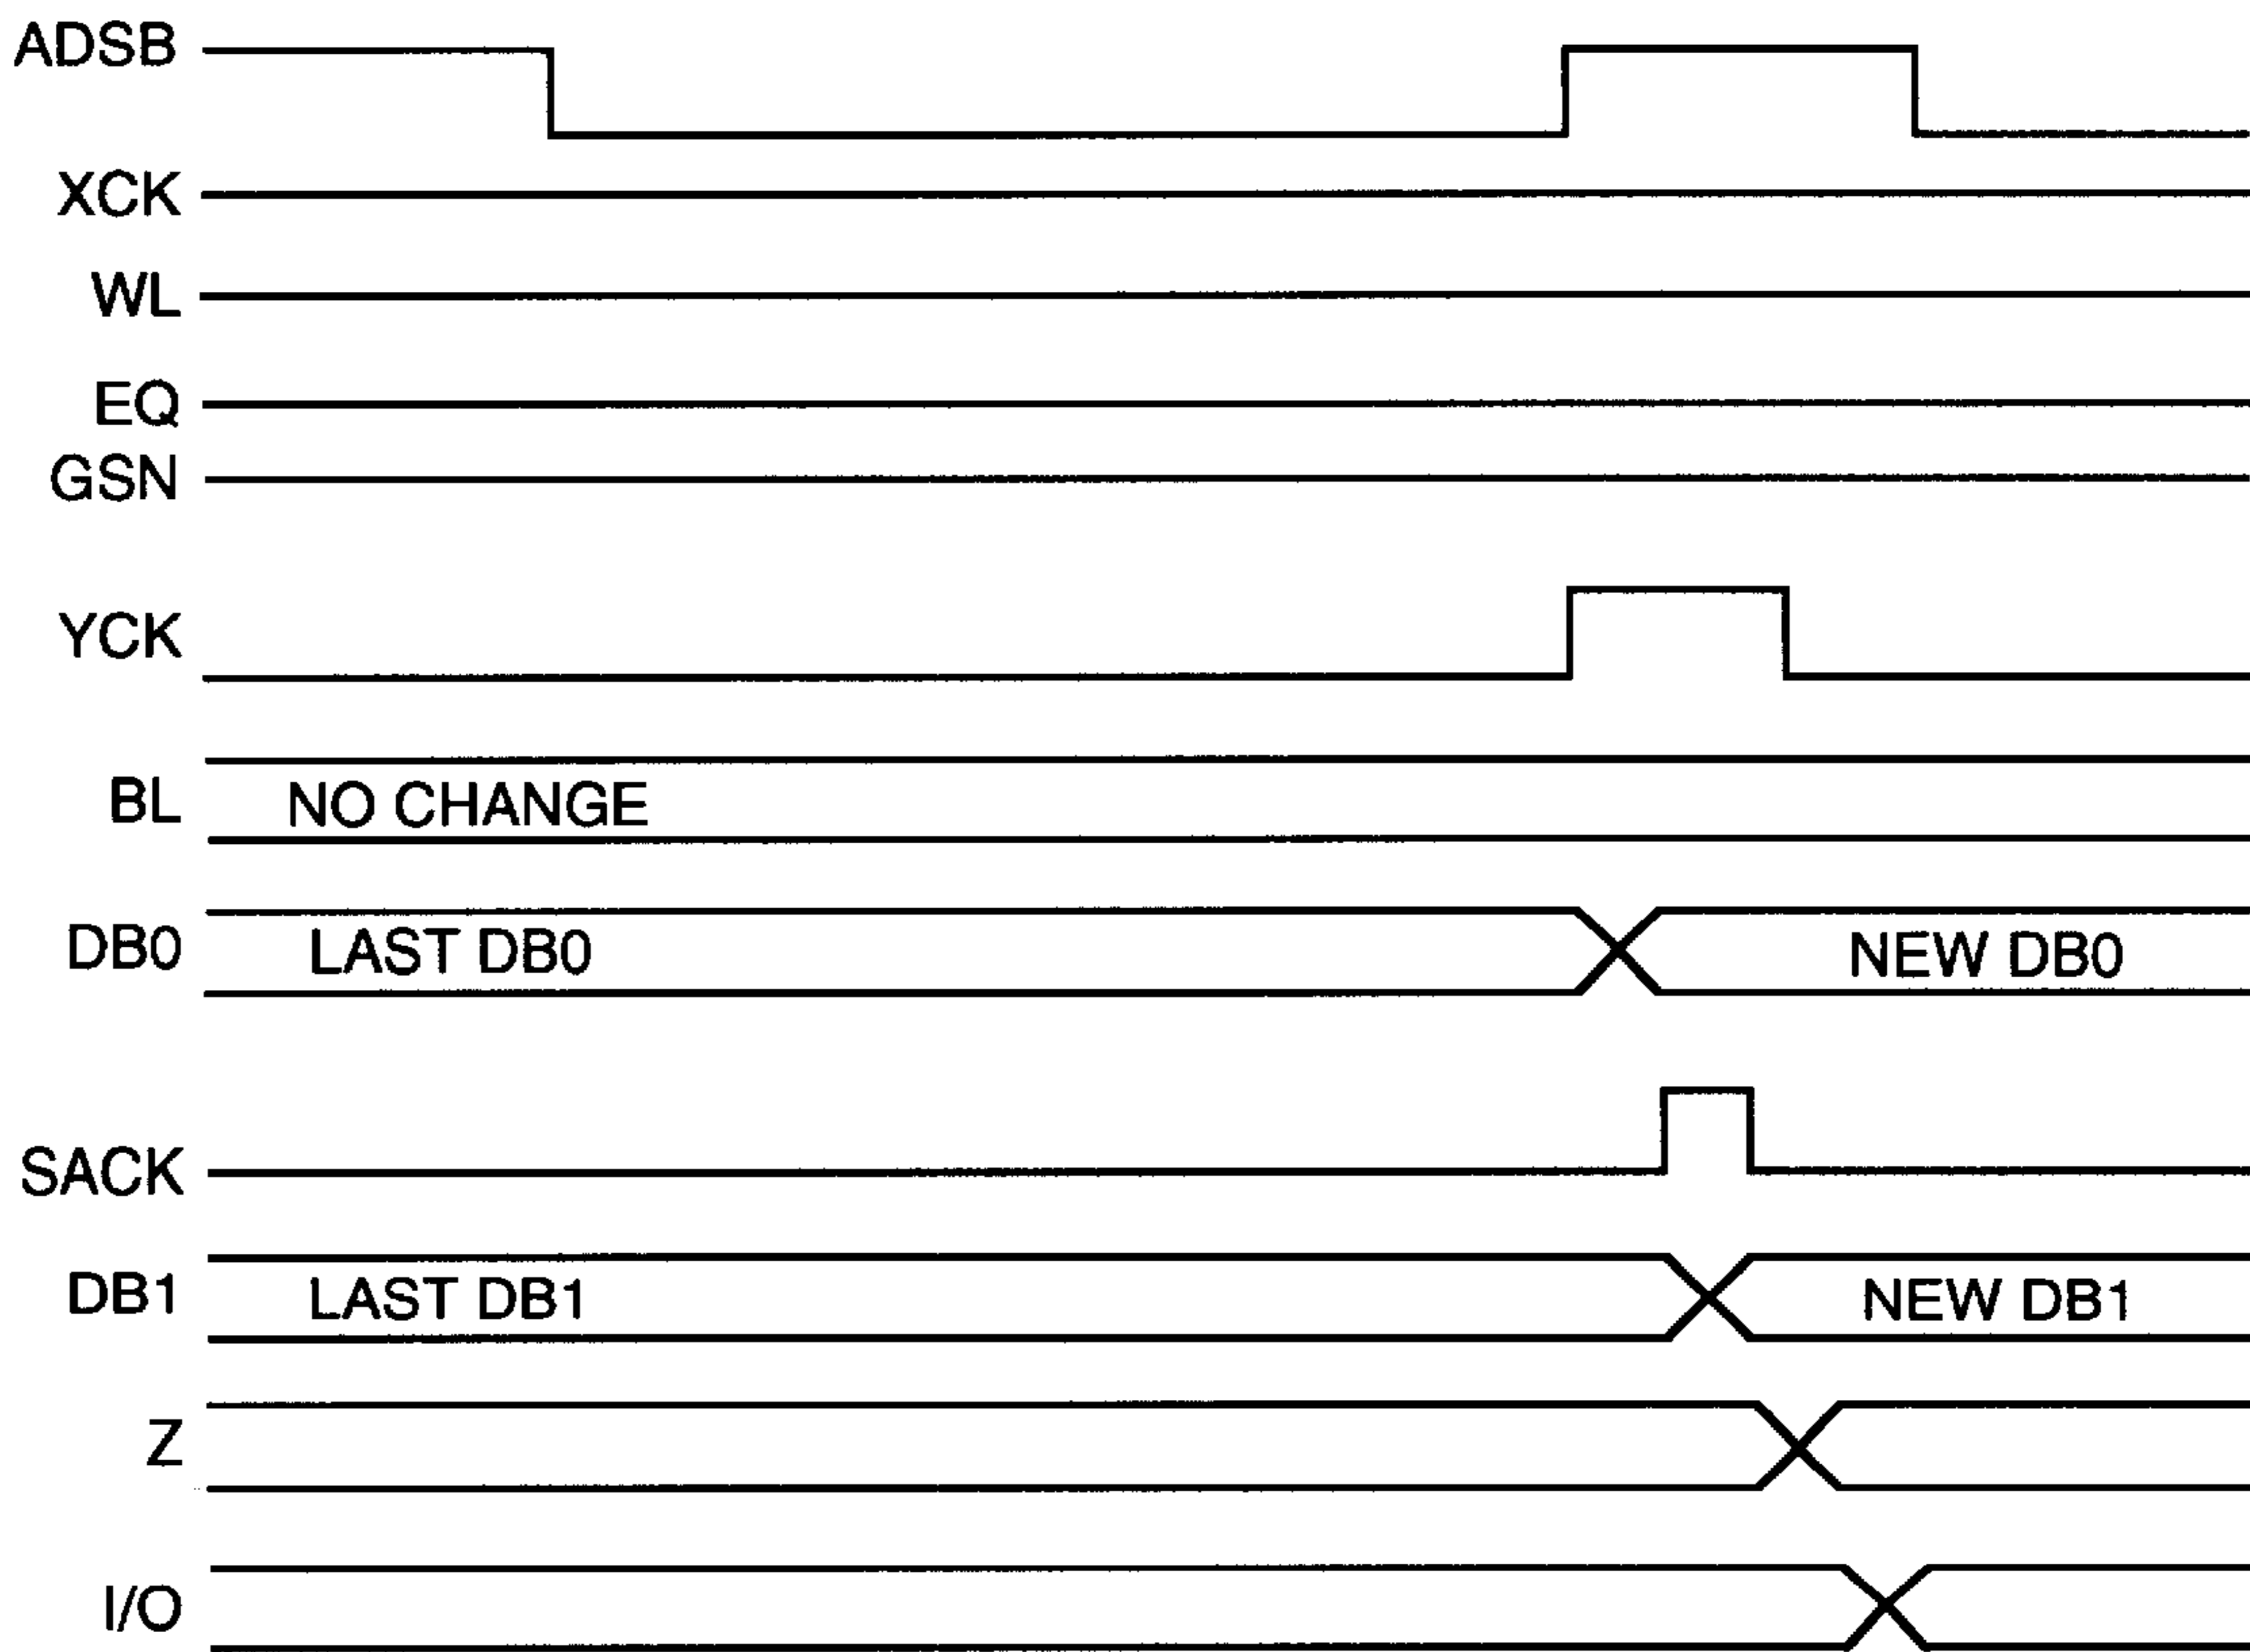 ADSB
XCK
WL
EQ
GSN
YCK
BL NO CHANGE
DB0 LAST DB0 NEW DB0
SACK
DB1 LAST DB1 NEW DB1
Z
I/O